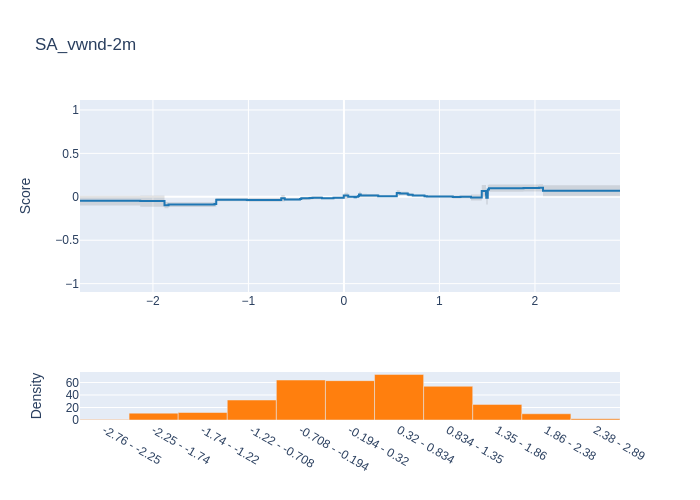 SA_vwnd-2m
Score
1
0.5
0
−0.5
−1
−2
−1
0
1
2
Density
60
40
20
0
-2.76 - -2.25
-2.25 - -1.74
-1.74 - -1.22
-1.22 - -0.708
-0.708 - -0.194
-0.194 - 0.32
0.32 - 0.834
0.834 - 1.35
1.35 - 1.86
1.86 - 2.38
2.38 - 2.89